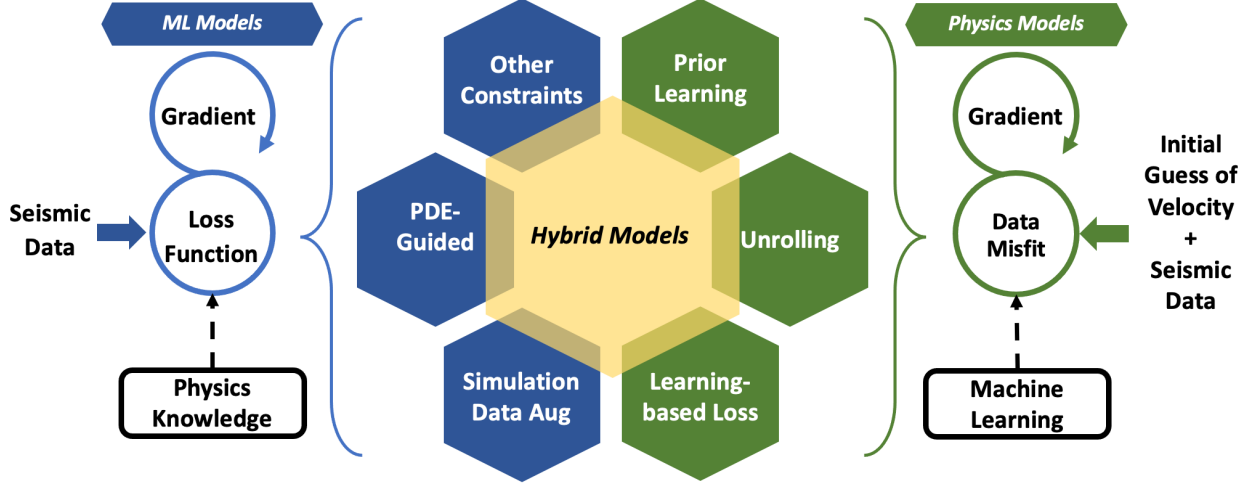 ML Models
Gradient
Seismic
Data
Loss
Function
Physics
Knowledge
Other
Constraints
Prior
Learning
PDE-
Guided
Hybrid Models
Unrolling
Simulation
Data Aug
Learning-
based Loss
Physics Models
Gradient
Data
Misfit
Initial
Guess of
Velocity
+
Seismic
Data
Machine
Learning